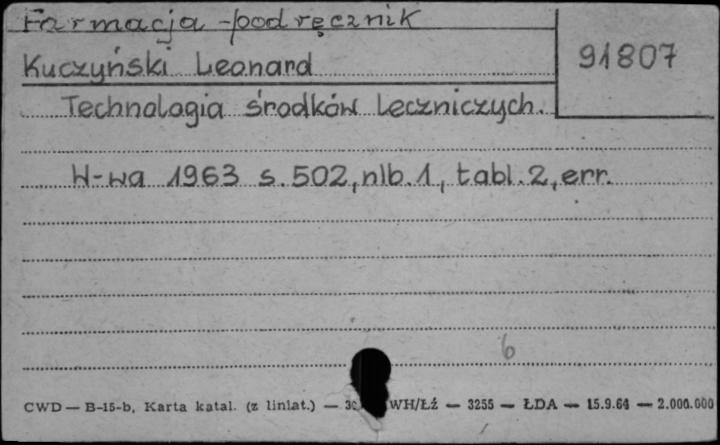 Farmacja - podręcznik
91807
Kuczyński Leonard
Technologia środków leczniczych.
W-wa 1963 s. 502, nlb. 1, tabl. 2, err.
6
CWD — B-15-b, Karta katal. (z liniat.) — WH/Łź — 3255 — ŁDA — 15.9.64 — 2.000.000